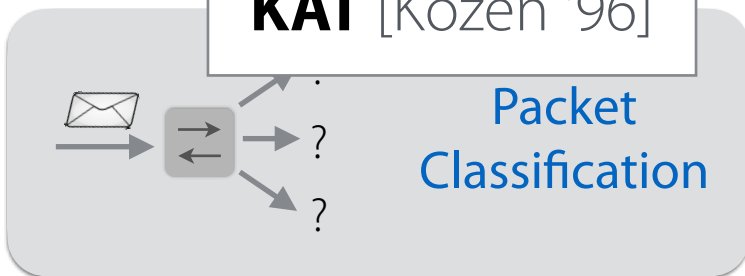 KAT [Kozen '96]
Packet
?
Classification
?